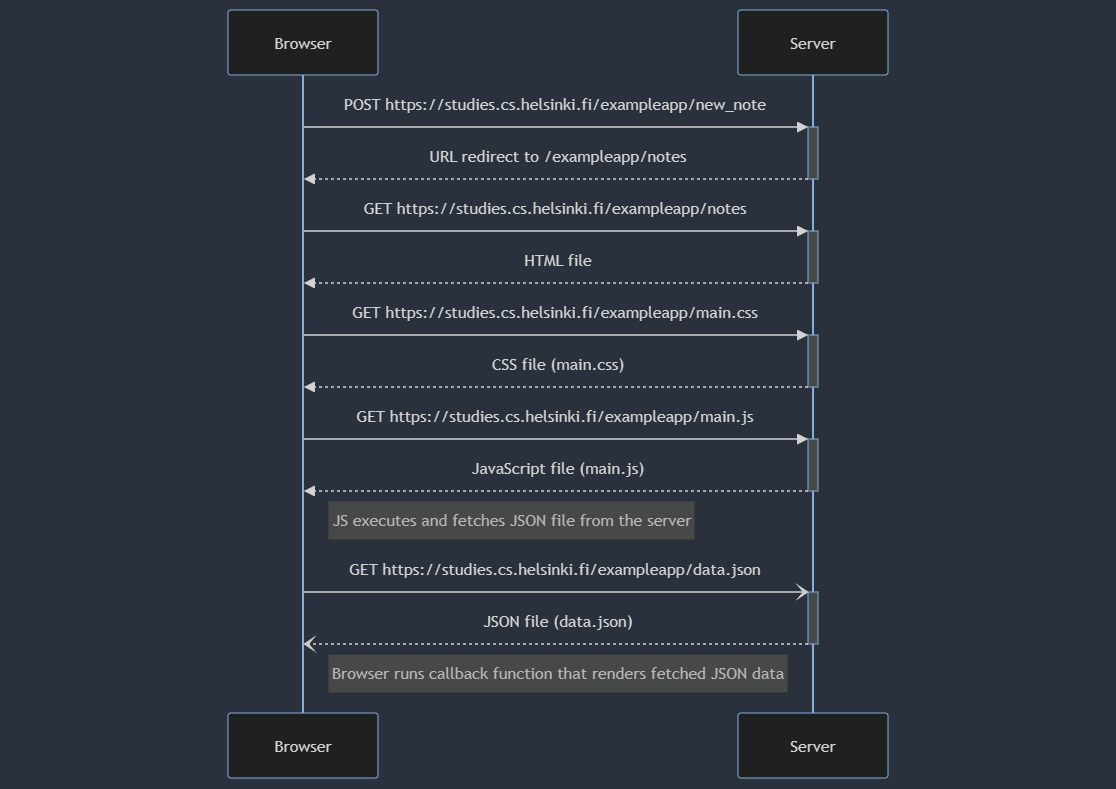 Browser
Server
POST https://studies.cs.helsinki.fi/exampleapp/new_note
URL redirect to /exampleapp/notes
GET https://studies.cs.helsinki.fi/exampleapp/notes
HTML file
GET https://studies.cs.helsinki.fi/exampleapp/main.css
CSS file (main.css)
GET https://studies.cs.helsinki.fi/exampleapp/main.js
JavaScript file (main.js)
JS executes and fetches JSON file from the server
GET https://studies.cs.helsinki.fi/exampleapp/data.json
JSON file (data.json)
Browser runs callback function that renders fetched JSON data
Browser
Server